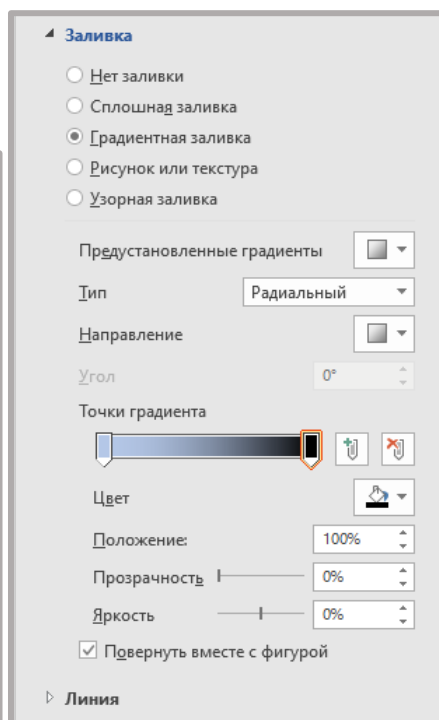 Заливка
Нет заливки
Сплошная заливка
Градиентная заливка
Рисунок или текстура
Узорная заливка
Предустановленные градиенты
Тип Радиальный
Направление
Угол 0°
Точки градиента
Цвет
Положение: 100%
Прозрачность 0%
Яркость 0%
Повернуть вместе с фигурой
Линия